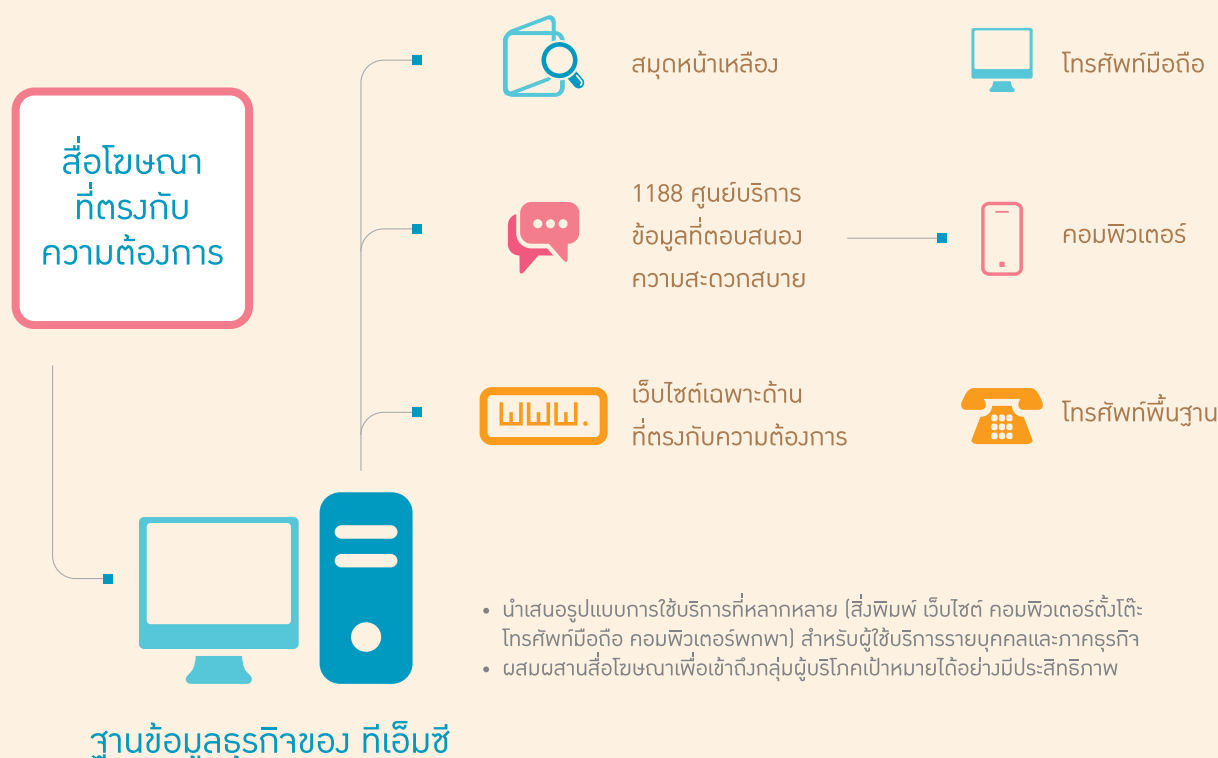 สื่อโฆษณา
ที่ตรงกับ
ความต้องการ
สมุดหน้าเหลือง
โทรศัพท์มือถือ
1188 ศูนย์บริการ
ข้อมูลที่ตอบสนอง
ความสะดวกสบาย
คอมพิวเตอร์
www.
เว็บไซต์เฉพาะด้าน
ที่ตรงกับความต้องการ
โทรศัพท์พื้นฐาน
• นำเสนอรูปแบบการใช้บริการที่หลากหลาย (สิ่งพิมพ์ เว็บไซต์ คอมพิวเตอร์ตั้งโต๊ะ
โทรศัพท์มือถือ คอมพิวเตอร์พกพา) สำหรับผู้ใช้บริการรายบุคคลและภาคธุรกิจ
• ผสมผสานสื่อโฆษณาเพื่อเข้าถึงกลุ่มผู้บริโภคเป้าหมายได้อย่างมีประสิทธิภาพ
ฐานข้อมูลธุรกิจของ ทีเอ็มซี